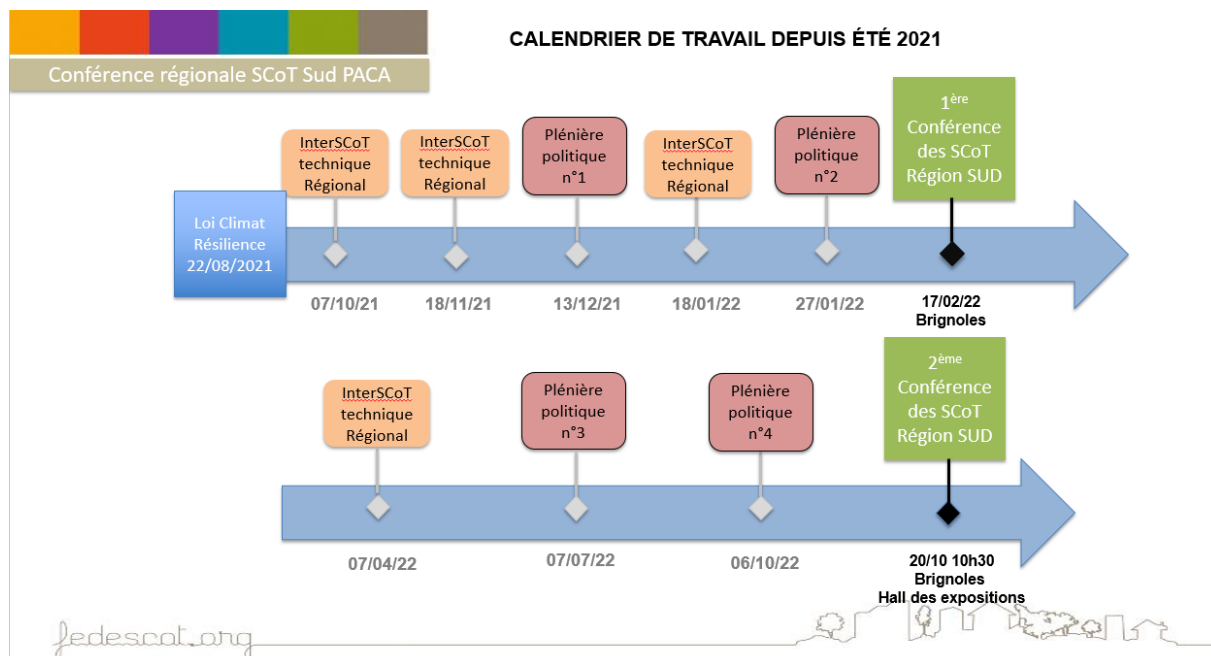 CALENDRIER DE TRAVAIL DEPUIS ÉTÉ 2021
Conférence régionale SCoT Sud PACA
Loi Climat
Résilience
22/08/2021
InterSCoT
technique
Régional
07/10/21
InterSCoT
technique
Régional
18/11/21
Plénière
politique
n°1
13/12/21
InterSCoT
technique
Régional
18/01/22
Plénière
politique
n°2
27/01/22
1ère
Conférence
des SCoT
Région SUD
17/02/22
Brignoles
InterSCoT
technique
Régional
07/04/22
Plénière
politique
n°3
07/07/22
Plénière
politique
n°4
06/10/22
2ème
Conférence
des SCoT
Région SUD
20/10 10h30
Brignoles
Hall des expositions
fedescot.org